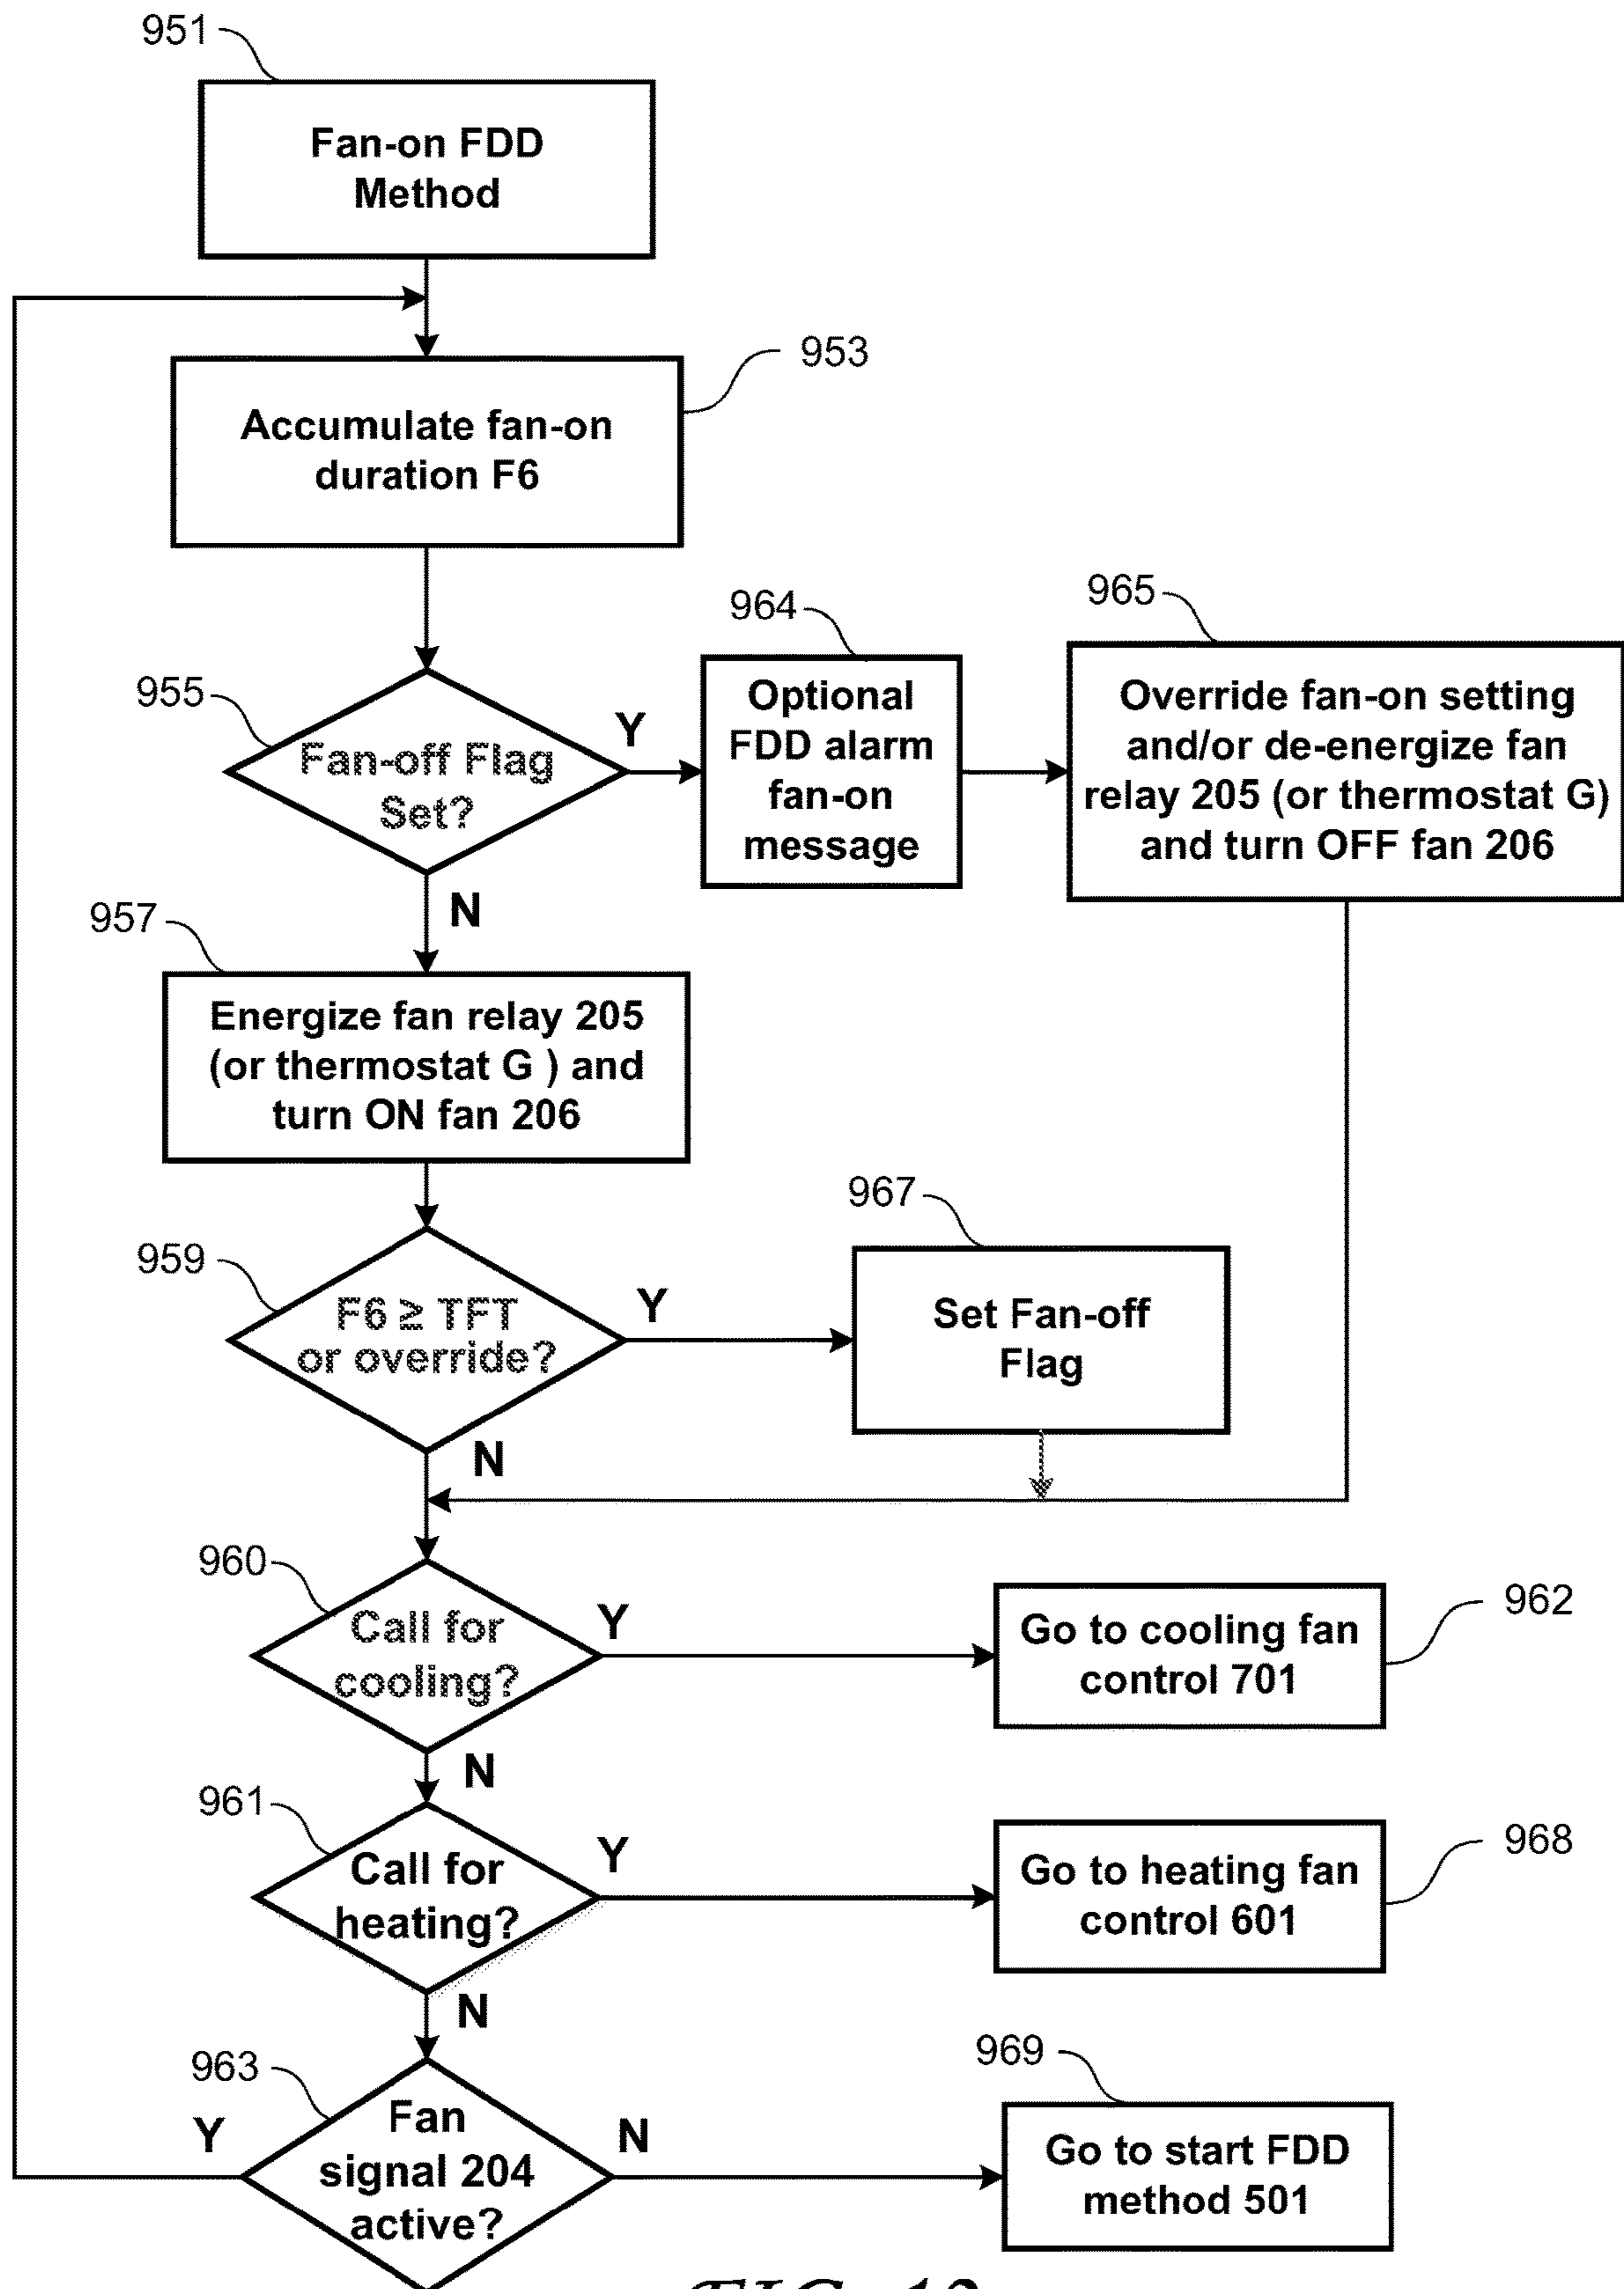 951
Fan-on FDD
Method
953
Accumulate fan-on
duration F6
955
Fan-off Flag
Set?
Y
N
964
Optional
FDD alarm
fan-on
message
965
Override fan-on setting
and/or de-energize fan
relay 205 (or thermostat G)
and turn OFF fan 206
957
Energize fan relay 205
(or thermostat G ) and
turn ON fan 206
959
F6 ≥ TFT
or override?
Y
N
967
Set Fan-off
Flag
960
Call for
cooling?
Y
N
962
Go to cooling fan
control 701
961
Call for
heating?
Y
N
968
Go to heating fan
control 601
963
Fan
signal 204
active?
Y
N
969
Go to start FDD
method 501